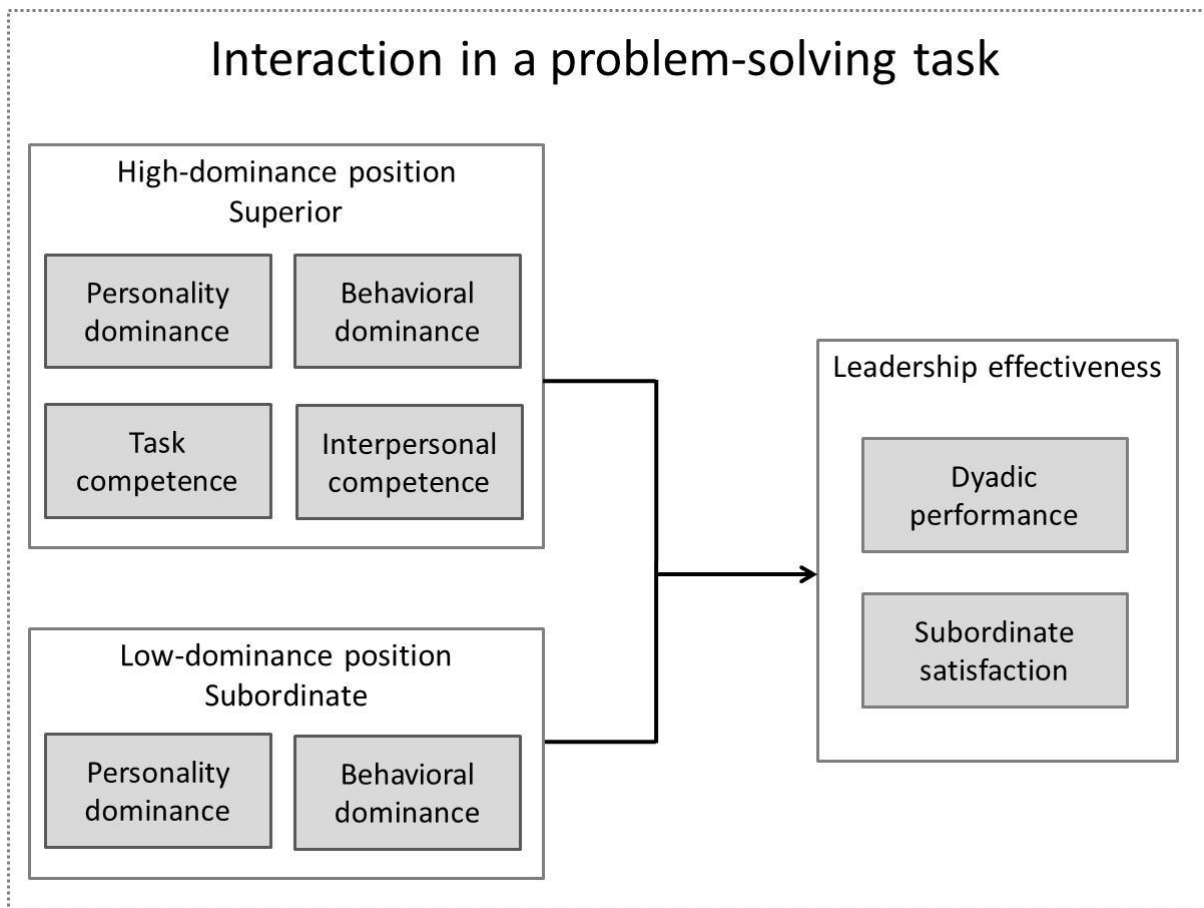 Interaction in a problem-solving task
High-dominance position
Superior
Personality
dominance
Behavioral
dominance
Task
competence
Interpersonal
competence
Low-dominance position
Subordinate
Personality
dominance
Behavioral
dominance
Leadership effectiveness
Dyadic
performance
Subordinate
satisfaction